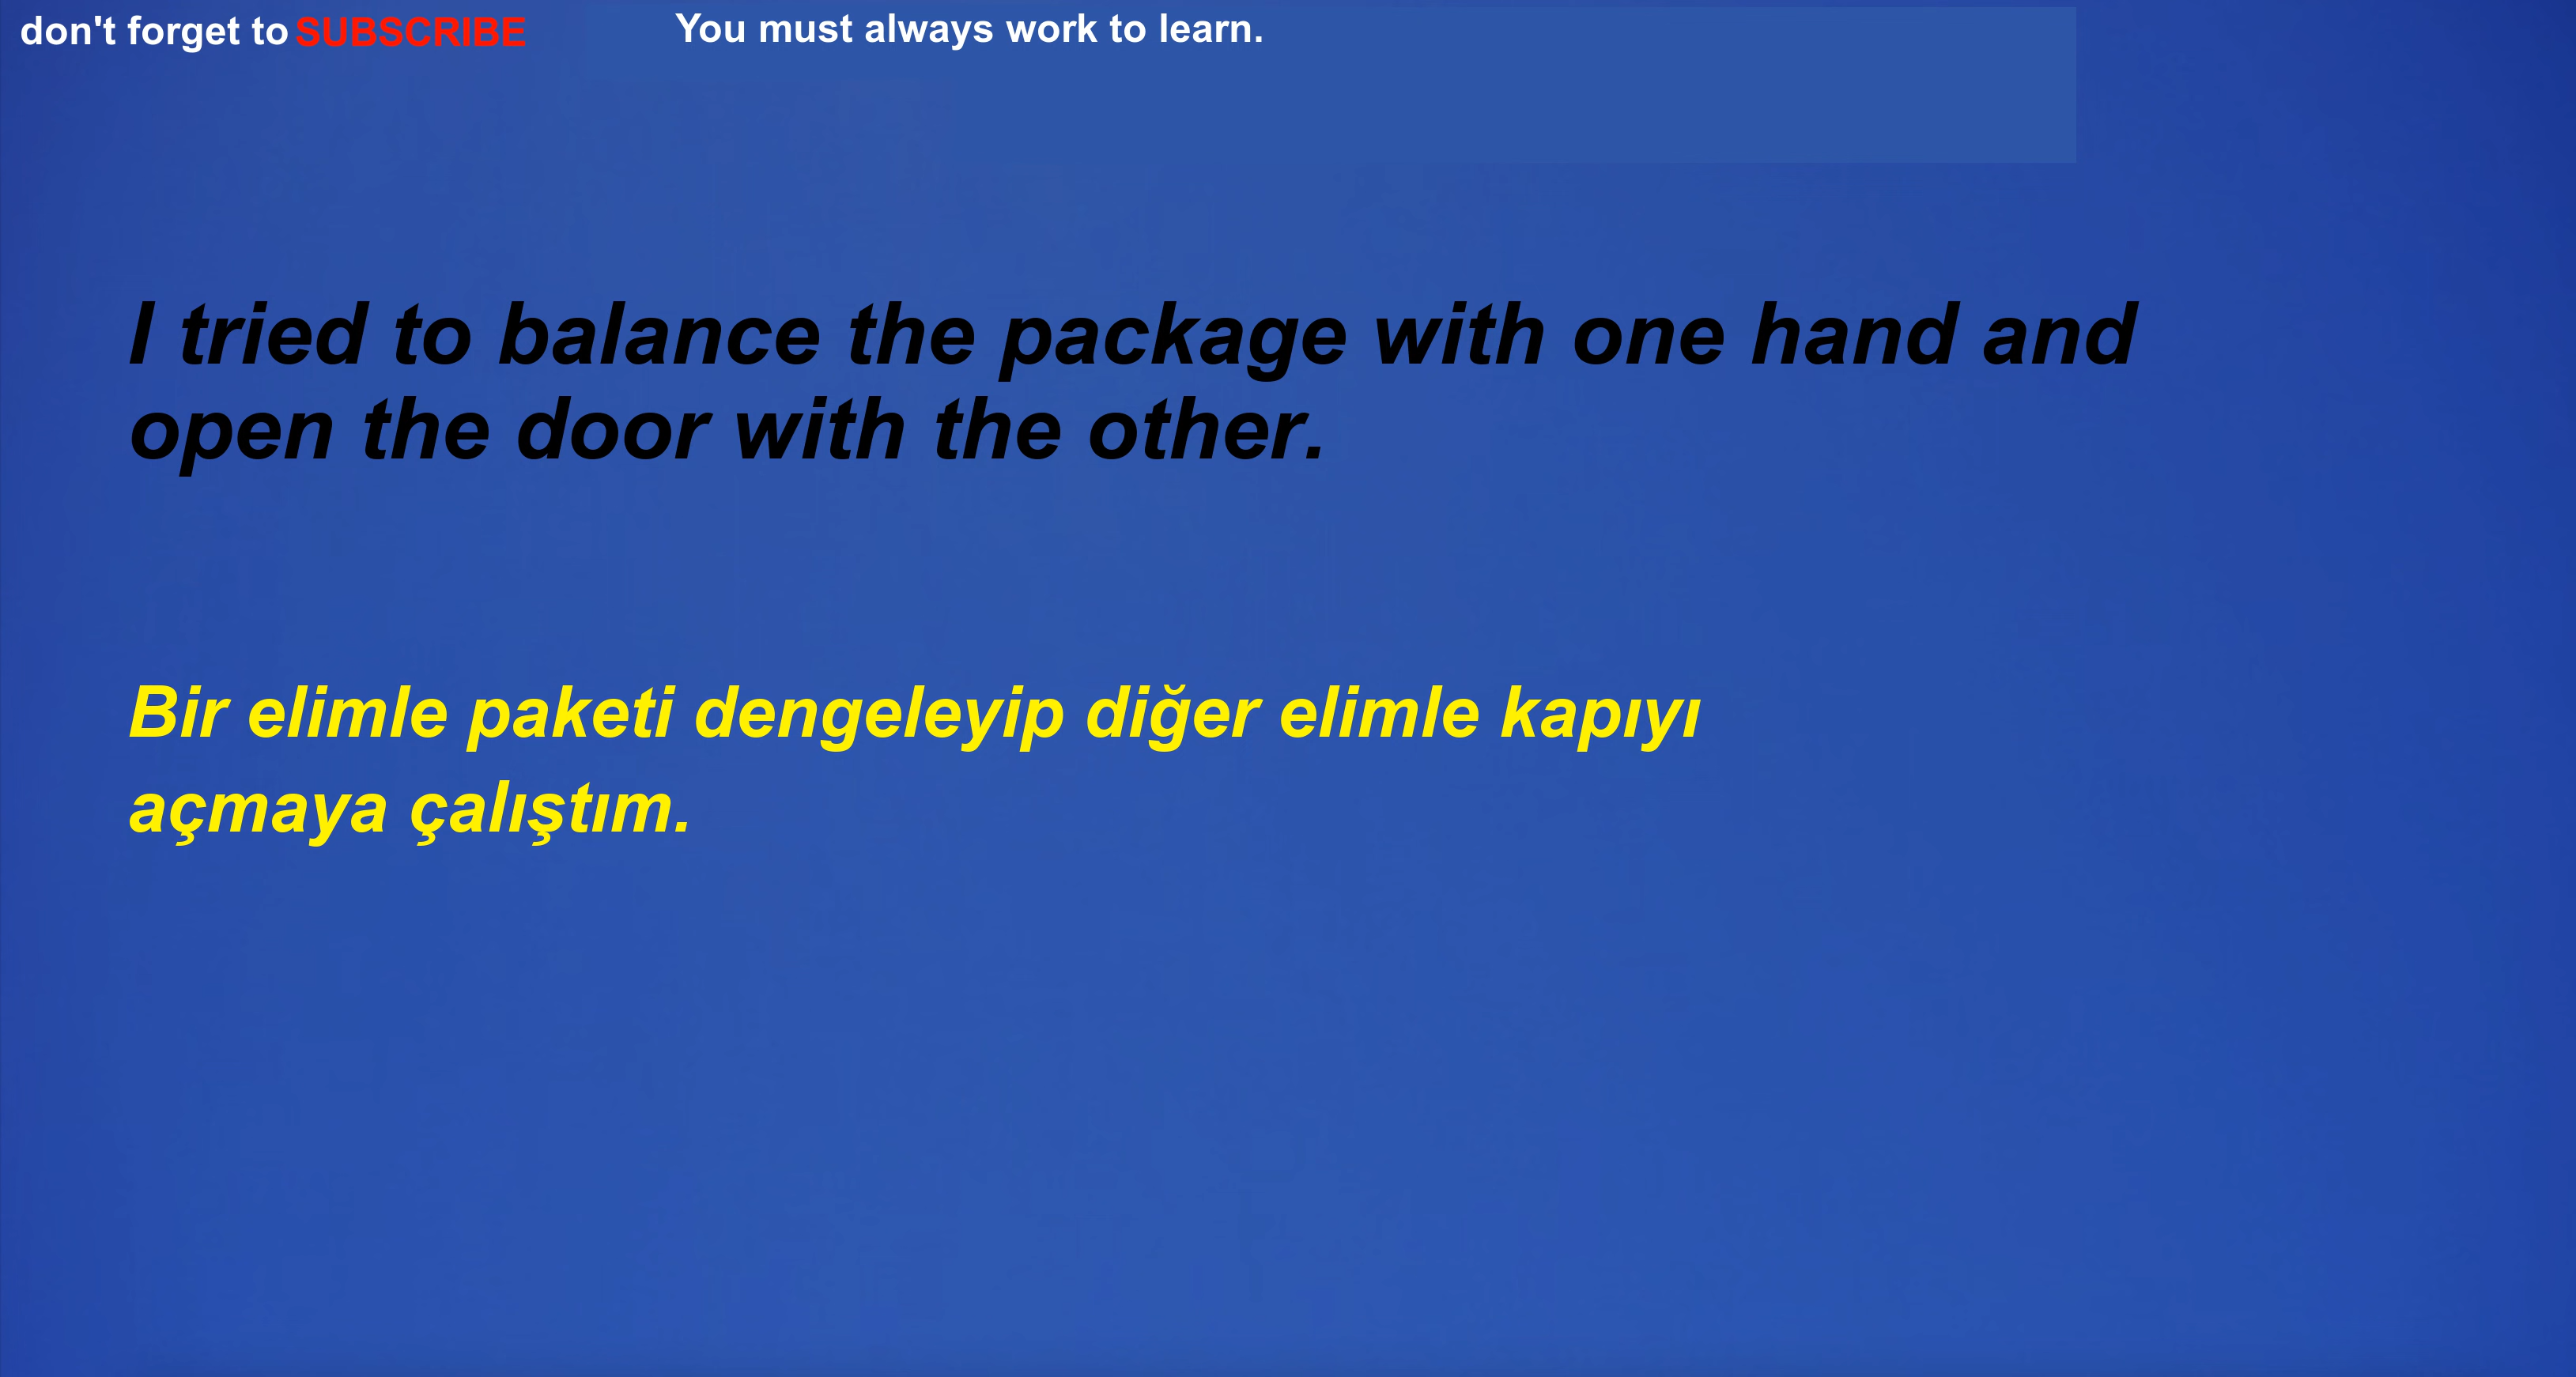 don't forget to SUBSCRIBE
You must always work to learn.
I tried to balance the package with one hand and
open the door with the other.
Bir elimle paketi dengeleyip diğer elimle kapıyı
açmaya çalıştım.